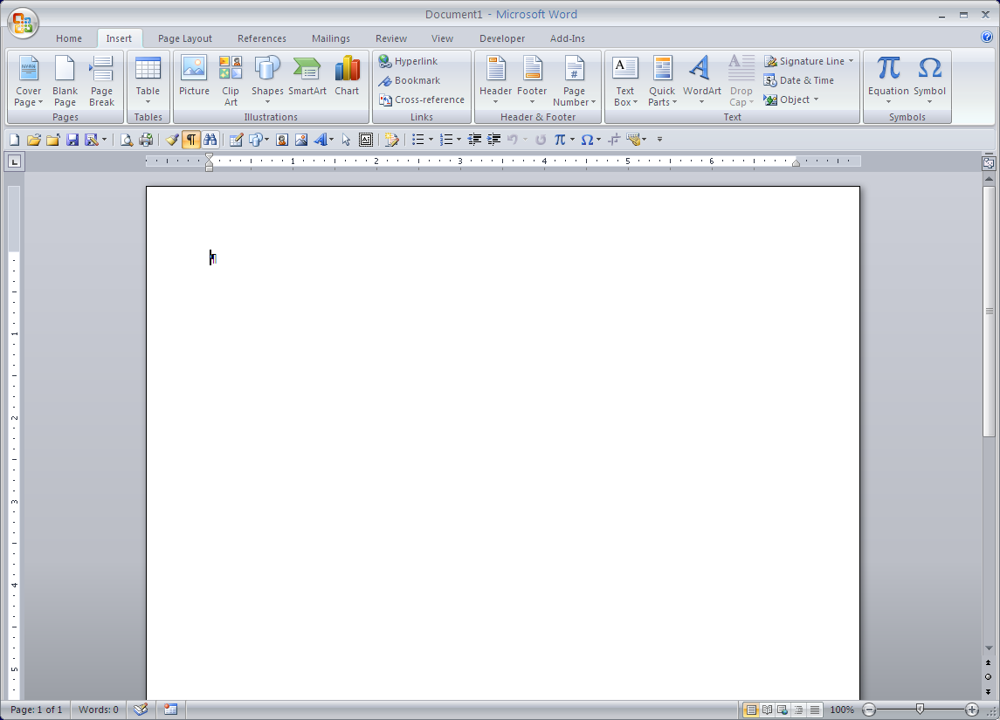 Document1 - Microsoft Word
Home Insert Page Layout References Mailings Review View Developer Add-Ins
Cover Page
Blank Page
Page Break
Pages
Table
Tables
Picture
Clip Art
Shapes
SmartArt
Chart
Illustrations
Hyperlink
Bookmark
Cross-reference
Links
Header
Footer
Page Number
#
Header & Footer
A
Text Box
Quick Parts
WordArt
Drop Cap
Signature Line
Date & Time
Object
Text
π
Equation
Ω
Symbol
Symbols
¶ π Ω
1 2 3 4 5 6
¶
1
2
3
4
5
Page: 1 of 1 Words: 0 100%